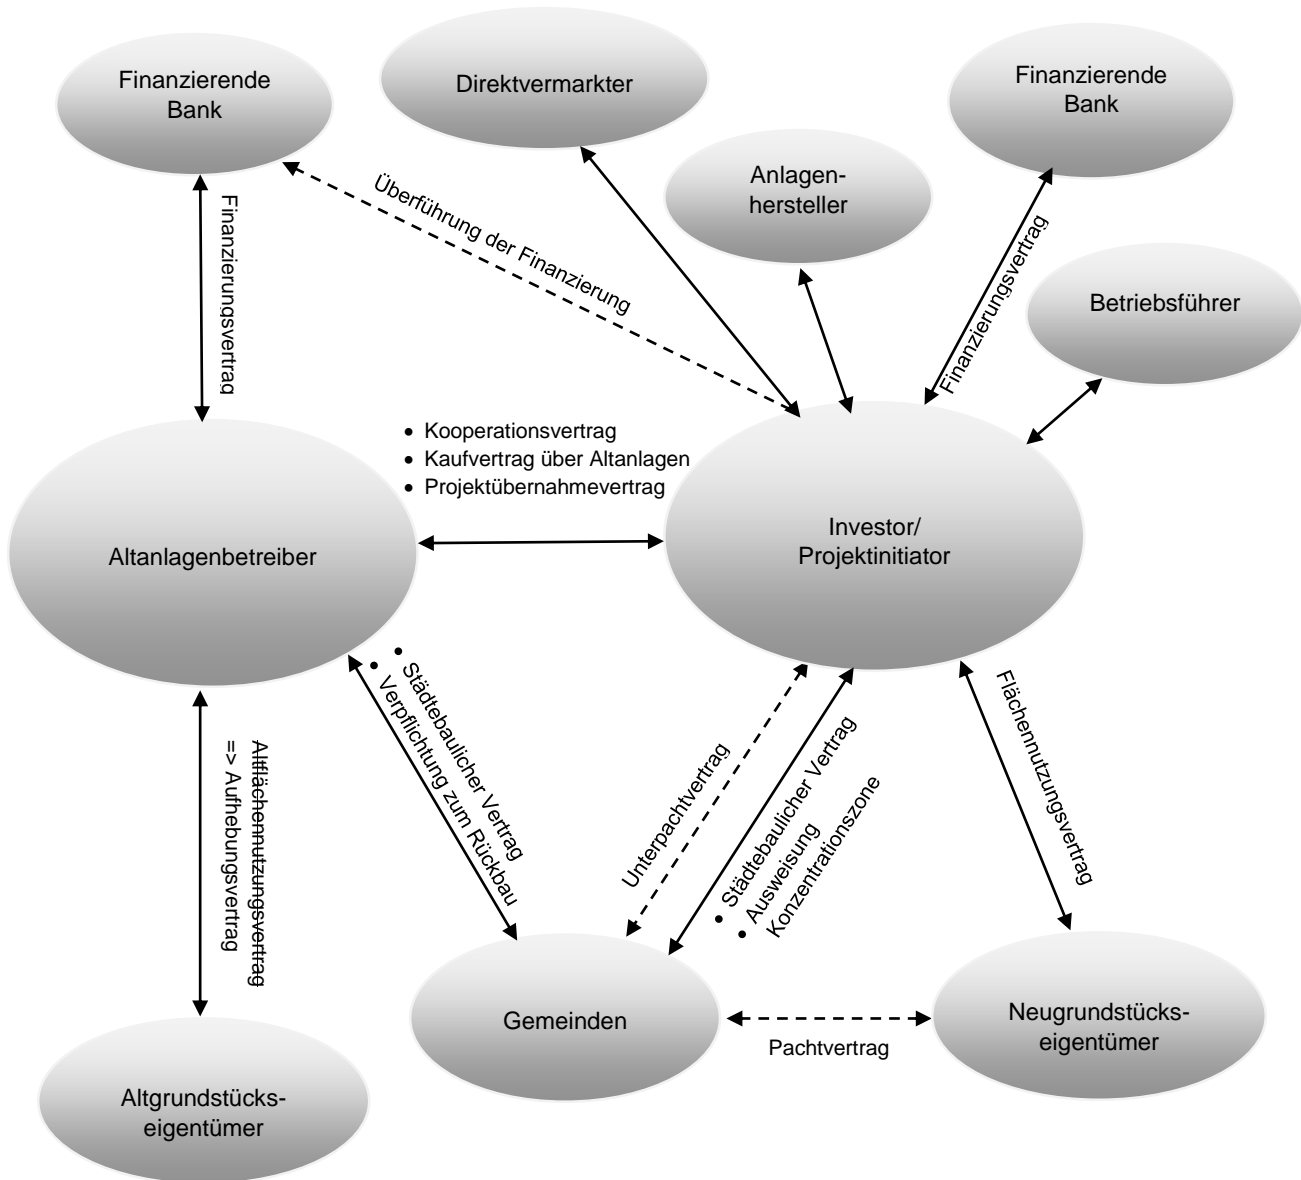 Finanzierende
Bank
Direktvermarkter
Finanzierende
Bank
Anlagen-
hersteller
Betriebsführer
Überführung der Finanzierung
Finanzierungsvertrag
Finanzierungsvertrag
• Kooperationsvertrag
• Kaufvertrag über Altanlagen
• Projektübernahmevertrag
Altanlagenbetreiber
Investor/
Projektinitiator
• Städtebaulicher Vertrag
• Verpflichtung zum Rückbau
Altflächennutzungsvertrag
=> Aufhebungsvertrag
Unterpachtvertrag
• Städtebaulicher Vertrag
• Ausweisung
Konzentrationszone
Flächennutzungsvertrag
Gemeinden
Pachtvertrag
Neugrundstücks-
eigentümer
Altgrundstücks-
eigentümer